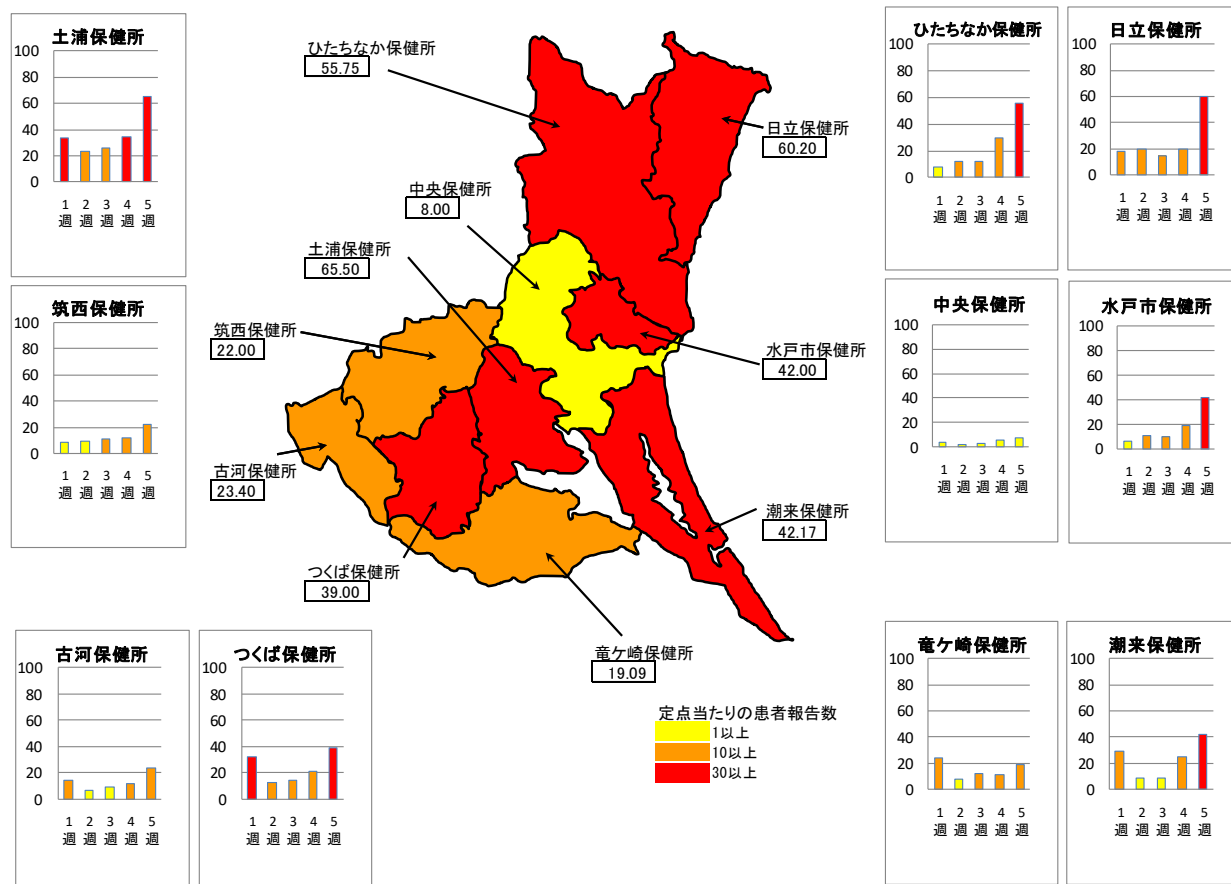 土浦保健所
100
80
60
40
20
0
1 2 3 4 5
週 週 週 週 週
筑西保健所
100
80
60
40
20
0
1 2 3 4 5
週 週 週 週 週
古河保健所
100
80
60
40
20
0
1 2 3 4 5
週 週 週 週 週
つくば保健所
100
80
60
40
20
0
1 2 3 4 5
週 週 週 週 週
ひたちなか保健所
55.75
日立保健所
60.20
中央保健所
8.00
土浦保健所
65.50
筑西保健所
22.00
水戸市保健所
42.00
古河保健所
23.40
潮来保健所
42.17
つくば保健所
39.00
竜ケ崎保健所
19.09
定点当たりの患者報告数
1以上
10以上
30以上
ひたちなか保健所
100
80
60
40
20
0
1 2 3 4 5
週 週 週 週 週
日立保健所
100
80
60
40
20
0
1 2 3 4 5
週 週 週 週 週
中央保健所
100
80
60
40
20
0
1 2 3 4 5
週 週 週 週 週
水戸市保健所
100
80
60
40
20
0
1 2 3 4 5
週 週 週 週 週
竜ケ崎保健所
100
80
60
40
20
0
1 2 3 4 5
週 週 週 週 週
潮来保健所
100
80
60
40
20
0
1 2 3 4 5
週 週 週 週 週